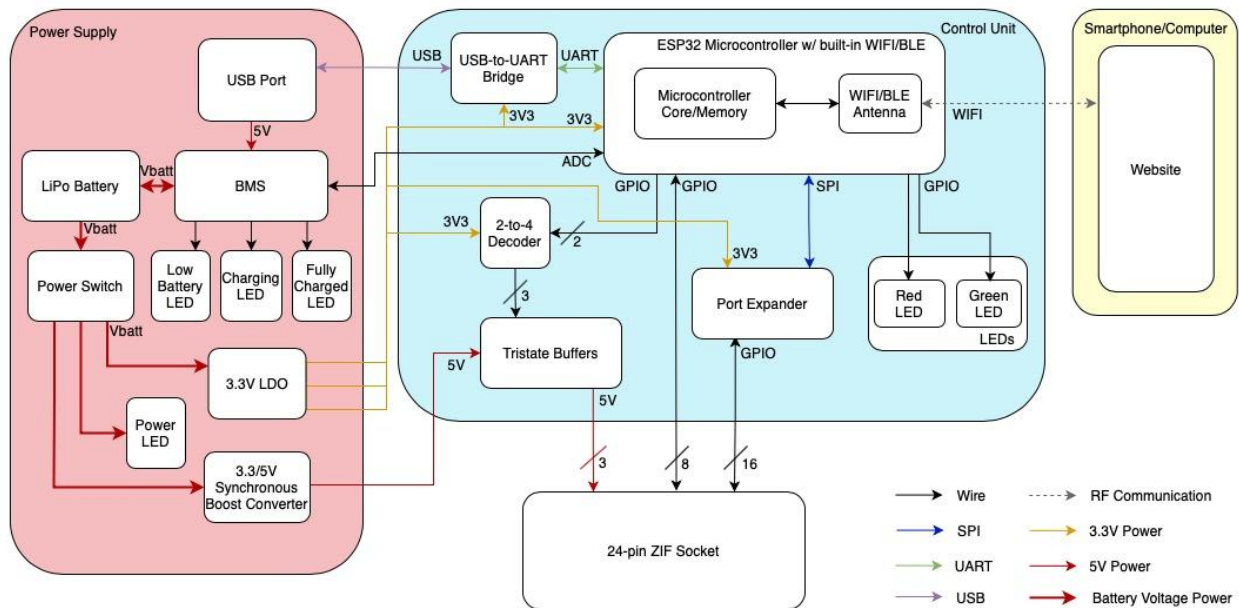 Power Supply
USB Port
5V
LiPo Battery
Vbatt
BMS
Vbatt
Power Switch
Low
Battery
LED
Charging
LED
Fully
Charged
LED
Vbatt
3.3V LDO
Power
LED
3.3/5V
Synchronous
Boost Converter
Control Unit
USB
USB-to-UART
Bridge
UART
3V3
3V3
ADC
ESP32 Microcontroller w/ built-in WIFI/BLE
Microcontroller
Core/Memory
WIFI/BLE
Antenna
WIFI
GPIO
GPIO
SPI
GPIO
3V3
2-to-4
Decoder
2
3
3V3
Port Expander
GPIO
Red
LED
Green
LED
LEDs
Tristate Buffers
5V
5V
3
8
16
24-pin ZIF Socket
Smartphone/Computer
Website
Wire
RF Communication
SPI
3.3V Power
UART
5V Power
USB
Battery Voltage Power